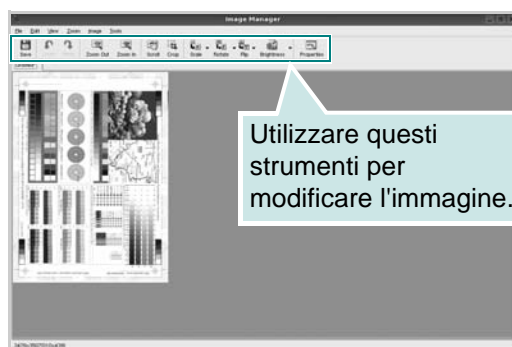 Image Manager
File Edit View Zoom Image Tools
Save Zoom Out Zoom In Scroll Crop Scale Rotate Flip Brightness Properties
Utilizzare questi
strumenti per
modificare l'immagine.